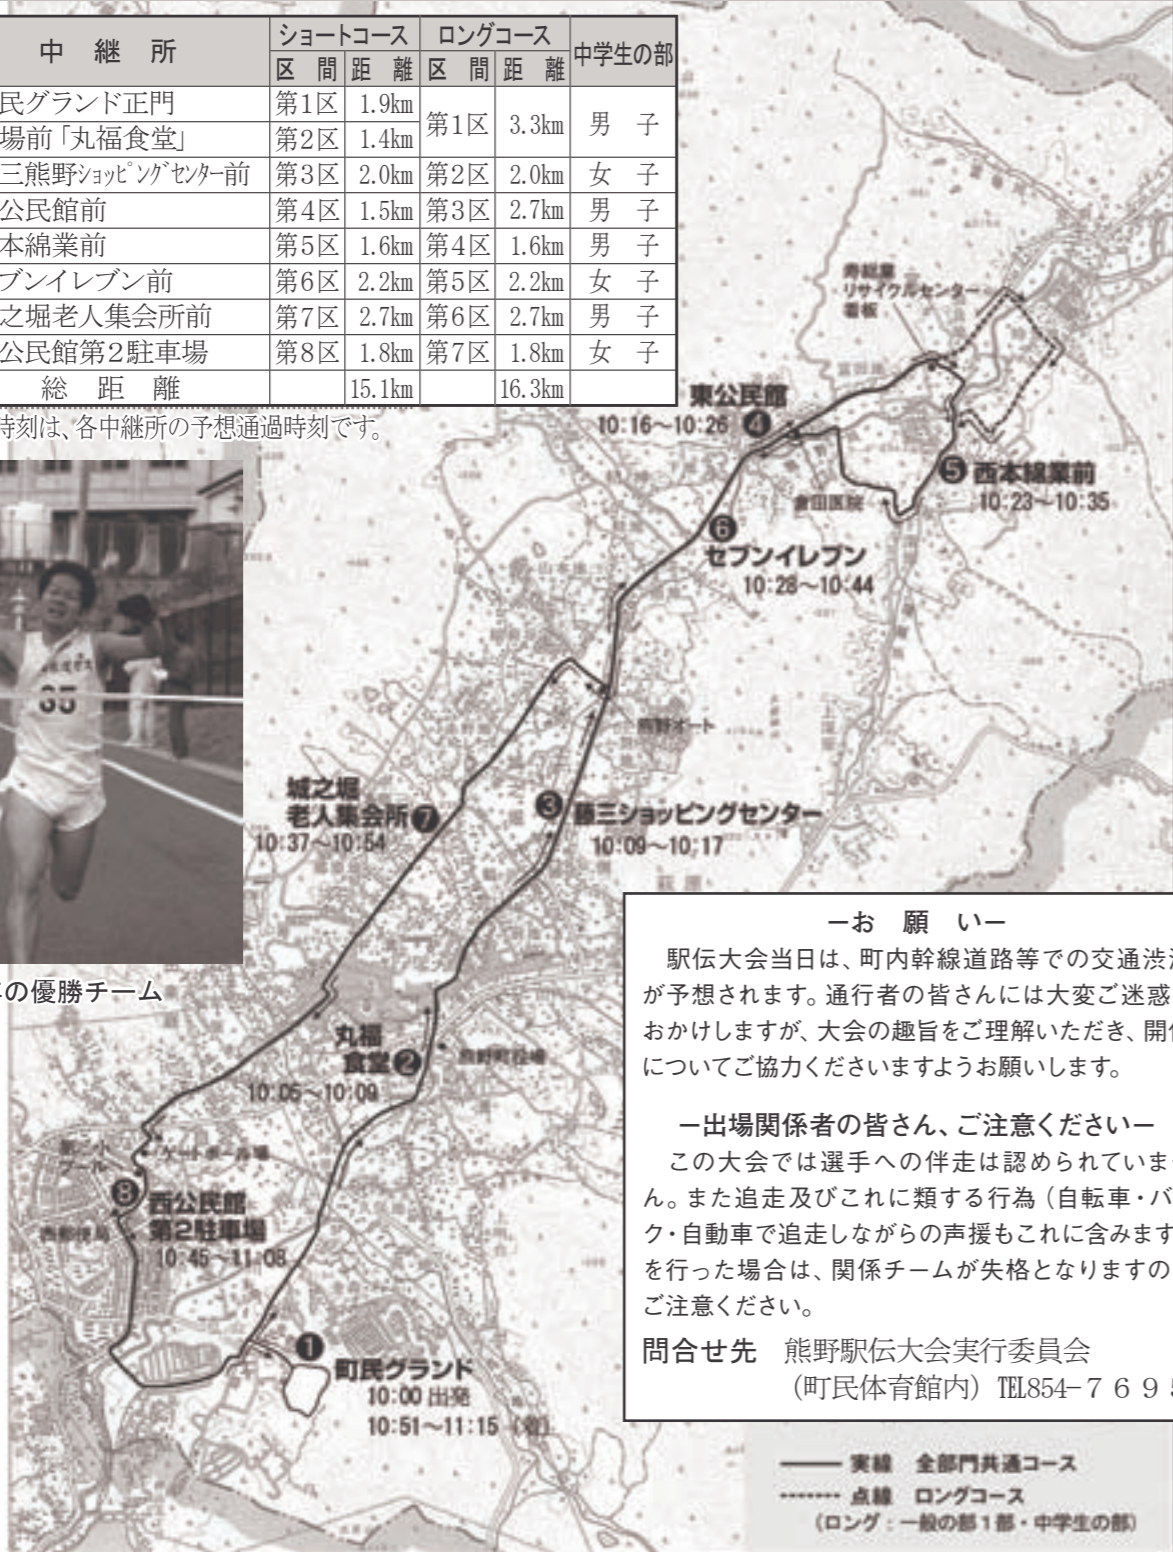 中　継　所　ショートコース　ロングコース　中学生の部
区　間　距　離　区　間　距　離
民グランド正門　第1区　1.9km　第1区　3.3km　男　子
場前「丸福食堂」　第2区　1.4km
三熊野ショッピングセンター前　第3区　2.0km　第2区　2.0km　女　子
公民館前　第4区　1.5km　第3区　2.7km　男　子
本綿業前　第5区　1.6km　第4区　1.6km　男　子
ブンイレブン前　第6区　2.2km　第5区　2.2km　女　子
之堀老人集会所前　第7区　2.7km　第6区　2.7km　男　子
公民館第2駐車場　第8区　1.8km　第7区　1.8km　女　子
総　距　離　15.1km　16.3km
時刻は、各中継所の予想通過時刻です。
寿総業
リサイクルセンター
看板
東公民館
10:16〜10:26 ❹
❺ 西本綿業前
10:23〜10:35
倉田医院
❻
セブンイレブン
10:28〜10:44
熊野オート
65
城之堀
老人集会所 ❼
10:37〜10:54
❸ 藤三ショッピングセンター
10:09〜10:17
の優勝チーム
丸福
食堂 ❷
10:05〜10:09
熊野町役場
プール
ゲートボール場
❽ 西公民館
第2駐車場
10:45〜11:08
西郵便局
❶
町民グランド
10:00 出発
10:51〜11:15
ーお　願　いー
駅伝大会当日は、町内幹線道路等での交通渋
が予想されます。通行者の皆さんには大変ご迷惑
おかけしますが、大会の趣旨をご理解いただき、開
についてご協力くださいますようお願いします。
ー出場関係者の皆さん、ご注意くださいー
この大会では選手への伴走は認められていま
ん。また追走及びこれに類する行為（自転車・バ
ク・自動車で追走しながらの声援もこれに含みます
を行った場合は、関係チームが失格となりますの
ご注意ください。
問合せ先　熊野駅伝大会実行委員会
（町民体育館内）℡854-７６９５
実線　全部門共通コース
点線　ロングコース
（ロング：一般の部1部・中学生の部）